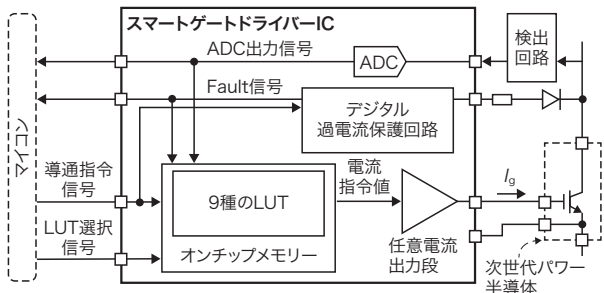 スマートゲートドライバーIC
ADC出力信号
ADC
検出
回路
Fault信号
デジタル
過電流保護回路
マイコン
導通指令
信号
9種のLUT
電流
指令値
Ig
LUT選択
信号
オンチップメモリー
任意電流
出力段
次世代パワー
半導体